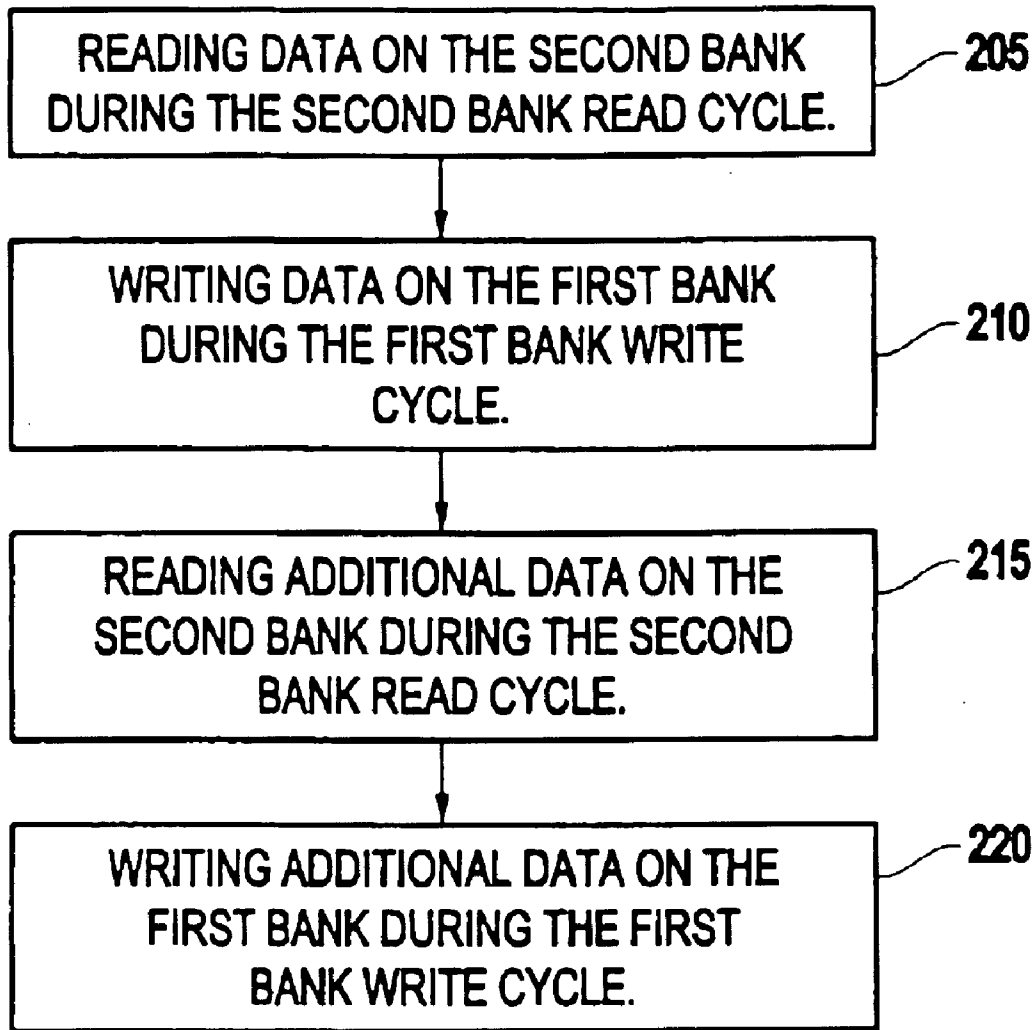 READING DATA ON THE SECOND BANK
DURING THE SECOND BANK READ CYCLE.
205
WRITING DATA ON THE FIRST BANK
DURING THE FIRST BANK WRITE
CYCLE.
210
READING ADDITIONAL DATA ON THE
SECOND BANK DURING THE SECOND
BANK READ CYCLE.
215
WRITING ADDITIONAL DATA ON THE
FIRST BANK DURING THE FIRST
BANK WRITE CYCLE.
220